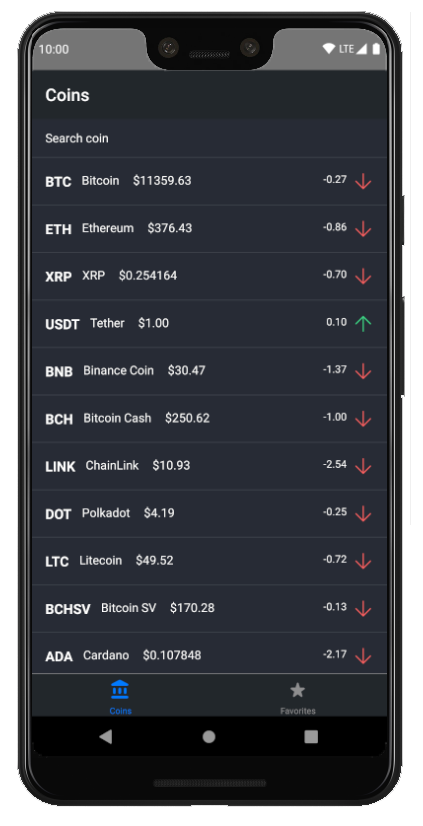 10:00 LTE
Coins
Search coin
BTC Bitcoin $11359.63 -0.27
ETH Ethereum $376.43 -0.86
XRP XRP $0.254164 -0.70
USDT Tether $1.00 0.10
BNB Binance Coin $30.47 -1.37
BCH Bitcoin Cash $250.62 -1.00
LINK ChainLink $10.93 -2.54
DOT Polkadot $4.19 -0.25
LTC Litecoin $49.52 -0.72
BCHSV Bitcoin SV $170.28 -0.13
ADA Cardano $0.107848 -2.17
Coins Favorites